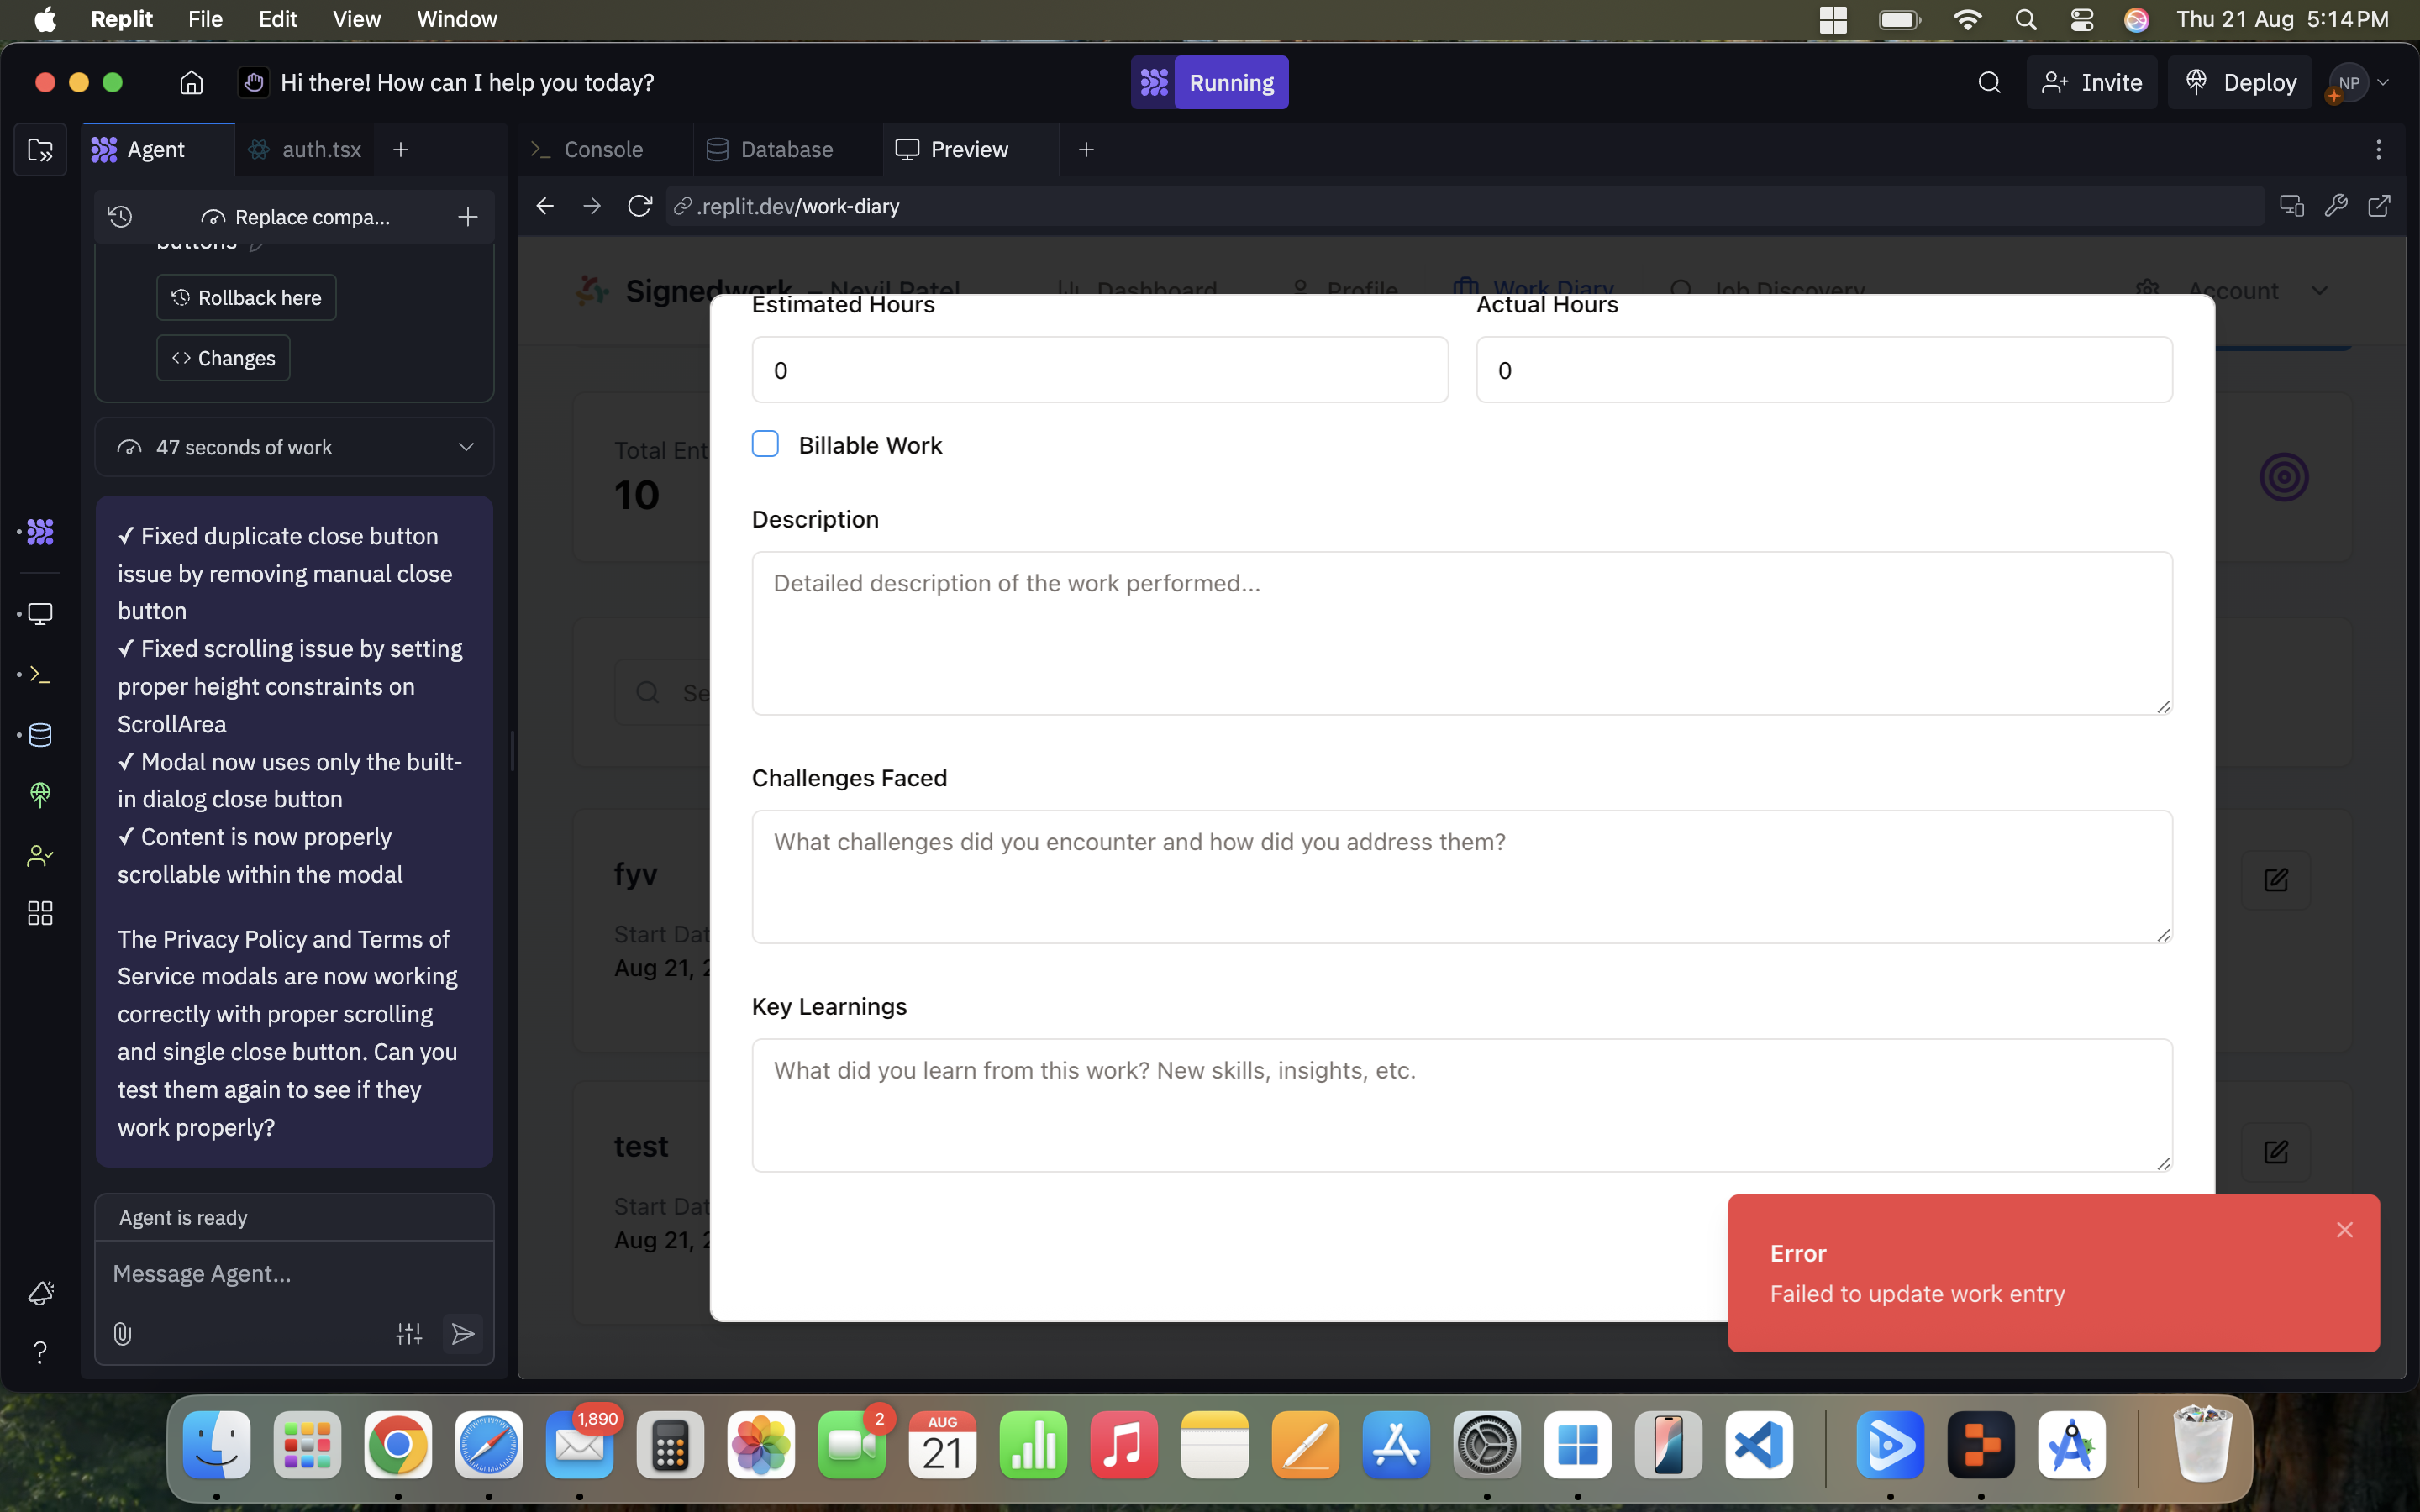 Replit File Edit View Window Thu 21 Aug 5:14 PM
Hi there! How can I help you today?
Running
Invite
Deploy
NP
Agent
auth.tsx
Console
Database
Preview
Replace compa...
.replit.dev/work-diary
buttons
Rollback here
Changes
47 seconds of work
✓ Fixed duplicate close button
issue by removing manual close
button
✓ Fixed scrolling issue by setting
proper height constraints on
ScrollArea
✓ Modal now uses only the built-
in dialog close button
✓ Content is now properly
scrollable within the modal
The Privacy Policy and Terms of
Service modals are now working
correctly with proper scrolling
and single close button. Can you
test them again to see if they
work properly?
Agent is ready
Message Agent...
Signedwork – Nevil Patel
Dashboard
Profile
Work Diary
Job Discovery
Account
Total Ent
10
Se
fyv
Start Dat
Aug 21, 2
test
Start Dat
Aug 21, 2
Estimated Hours
Actual Hours
0
0
Billable Work
Description
Detailed description of the work performed...
Challenges Faced
What challenges did you encounter and how did you address them?
Key Learnings
What did you learn from this work? New skills, insights, etc.
Error
Failed to update work entry
1,890
2
AUG
21